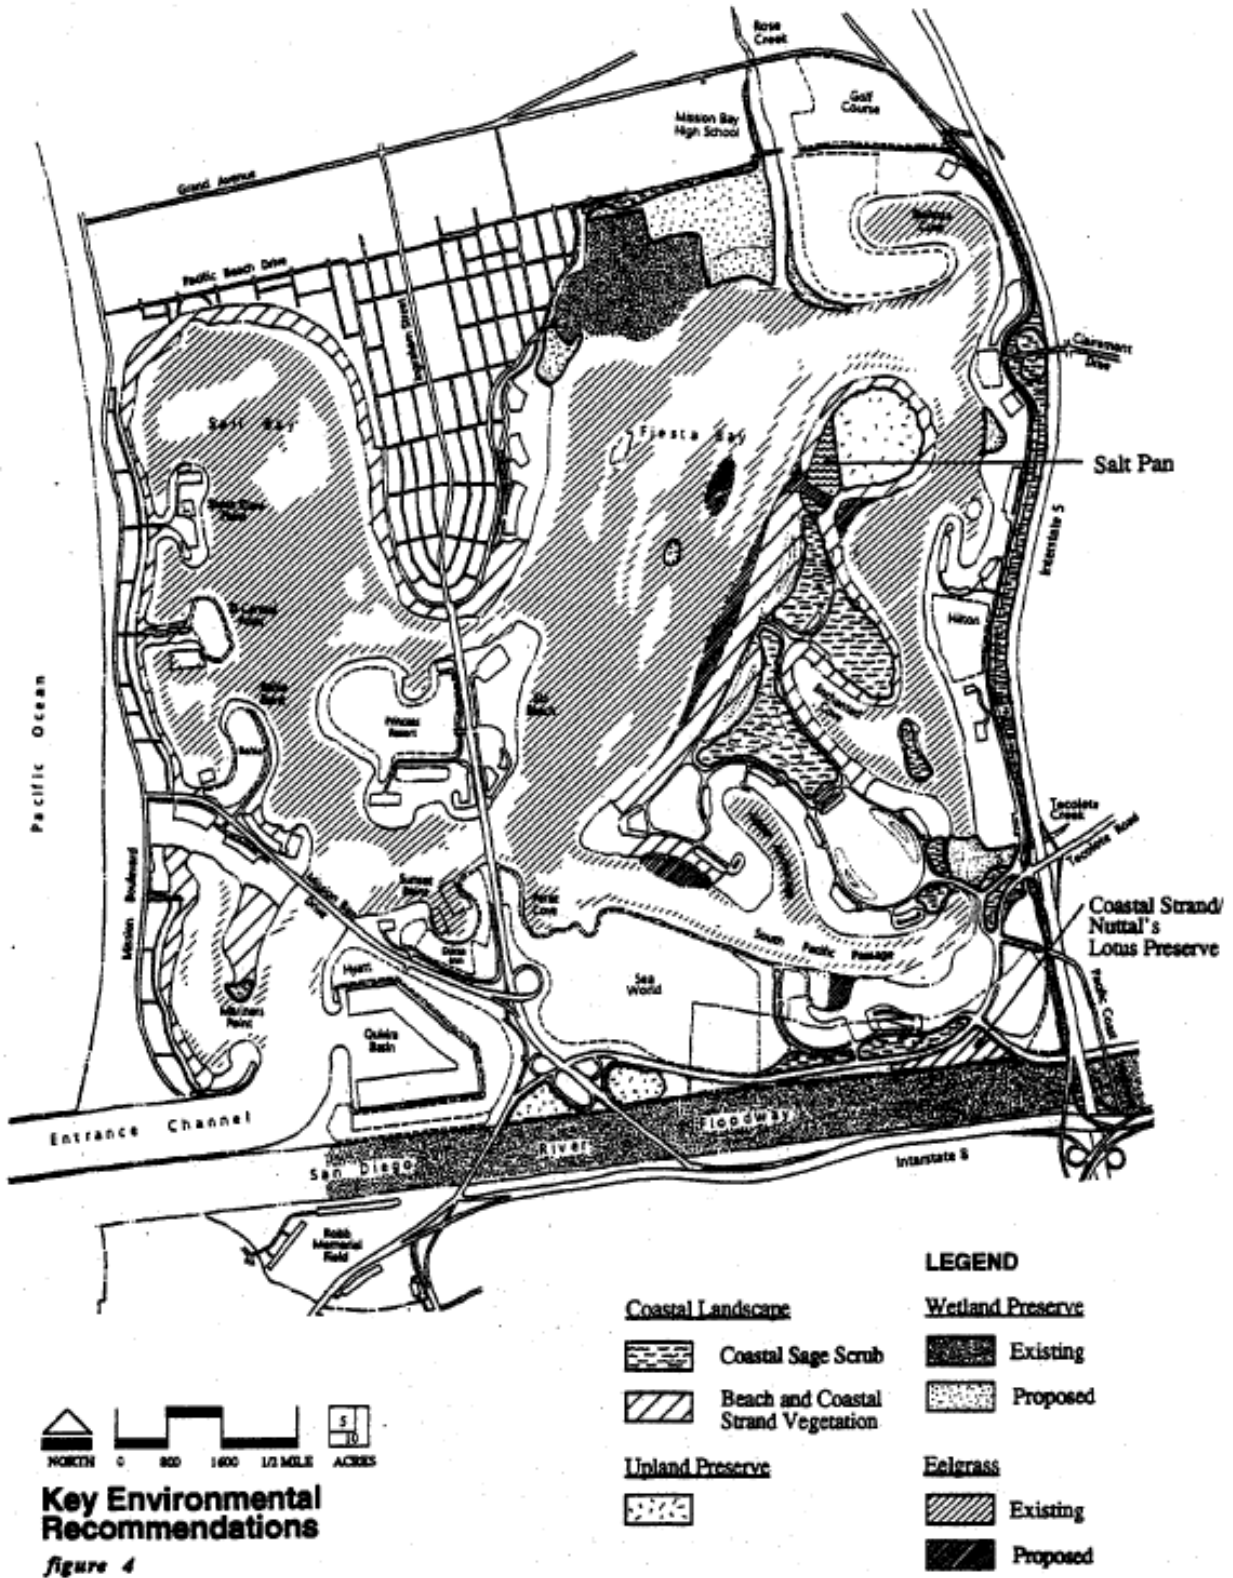 Rose
Creek
Golf
Course
Mission Bay
High School
Grand Avenue
Pacific Beach Drive
Clairemont
Drive
Sail Bay
Fiesta Bay
Salt Pan
Interstate 5
Hilton
Pacific Ocean
Princess
Resort
Bahia
Tecolote
Creek
Tecolote Road
Mission Boulevard
Sunset
Point
Perez
Cove
Coastal Strand/
Nuttal's
Lotus Preserve
South Pacific Passage
Sea
World
Pacific Coast
Hyatt
Mariners
Point
Quivira
Basin
Entrance Channel
San Diego River Floodway
Interstate 8
Robb
Memorial
Field
LEGEND
Coastal Landscape
Coastal Sage Scrub
Beach and Coastal
Strand Vegetation
Upland Preserve
Wetland Preserve
Existing
Proposed
Eelgrass
Existing
Proposed
NORTH 0 800 1600 1/2 MILE ACRES
5
10
Key Environmental
Recommendations
figure 4